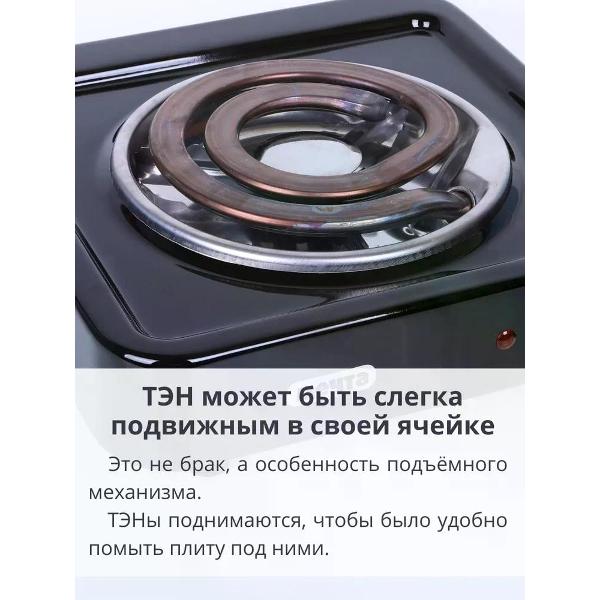 ТЭН может быть слегка
подвижным в своей ячейке
Это не брак, а особенность подъёмного
механизма.
ТЭНы поднимаются, чтобы было удобно
помыть плиту под ними.